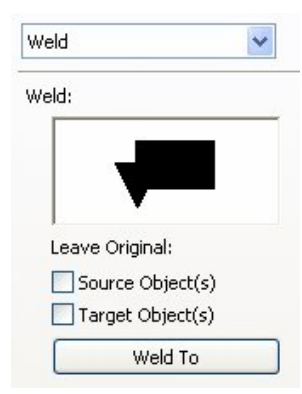 Weld
Weld:
Leave Original:
Source Object(s)
Target Object(s)
Weld To